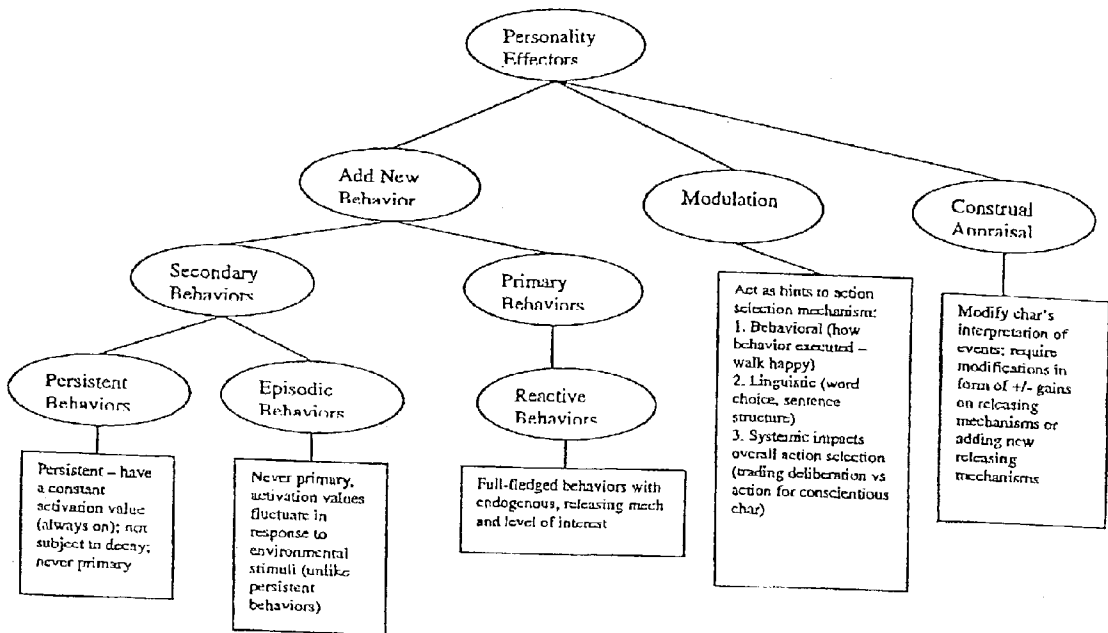 Personality
Effectors
Add New
Behavior
Modulation
Construal
Appraisal
Secondary
Behaviors
Primary
Behaviors
Persistent
Behaviors
Episodic
Behaviors
Reactive
Behaviors
Persistent – have
a constant
activation value
(always on); not
subject to decay;
never primary
Never primary,
activation values
fluctuate in
response to
environmental
stimuli (unlike
persistent
behaviors)
Full-fledged behaviors with
endogenous, releasing mech
and level of interest
Act as hints to action
selection mechanism:
1. Behavioral (how
behavior executed –
walk happy)
2. Linguistic (word
choice, sentence
structure)
3. Systemic impacts
overall action selection
(trading deliberation vs
action for conscientious
char)
Modify char's
interpretation of
events; require
modifications in
form of +/- gains
on releasing
mechanisms or
adding new
releasing
mechanisms